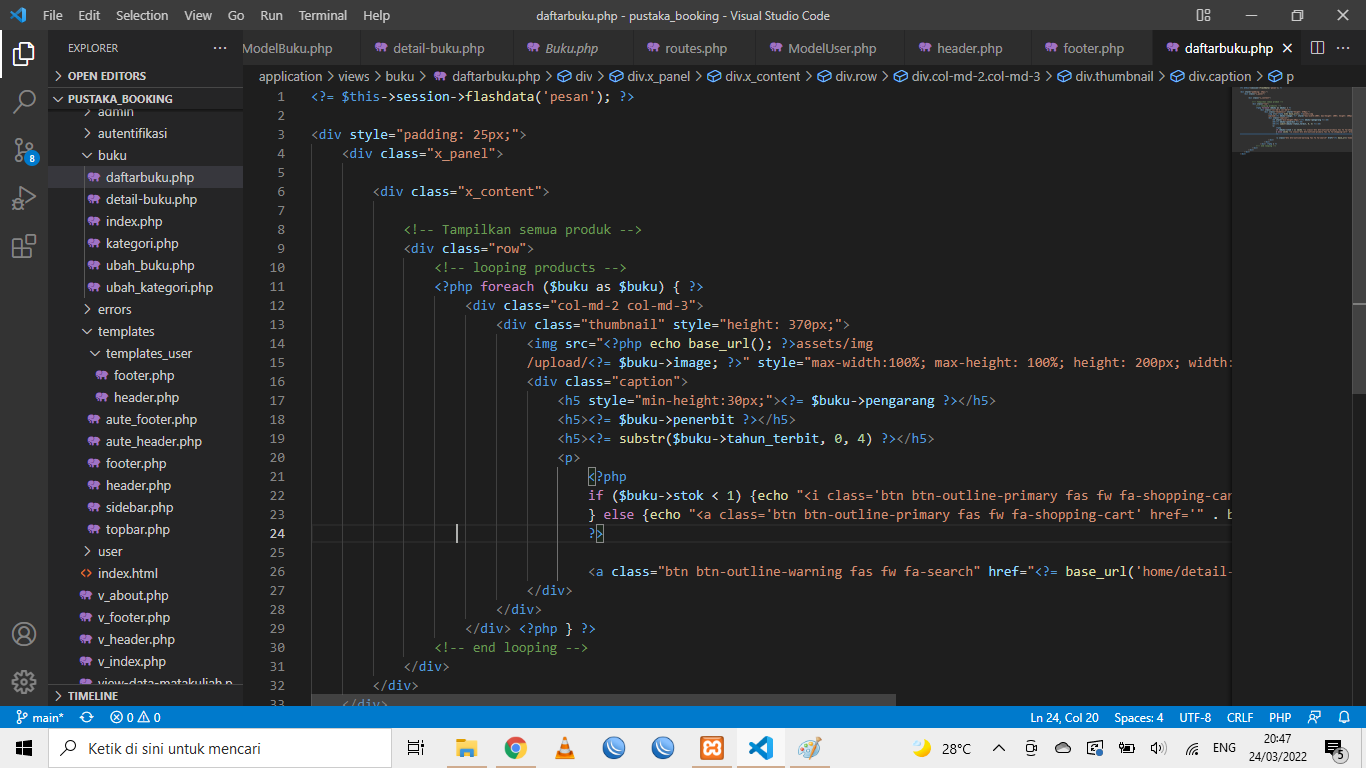 File Edit Selection View Go Run Terminal Help
daftarbuku.php - pustaka_booking - Visual Studio Code
EXPLORER
ModelBuku.php detail-buku.php Buku.php routes.php ModelUser.php header.php footer.php daftarbuku.php
OPEN EDITORS
PUSTAKA_BOOKING
admin
autentifikasi
buku
daftarbuku.php
detail-buku.php
index.php
kategori.php
ubah_buku.php
ubah_kategori.php
errors
templates
templates_user
footer.php
header.php
aute_footer.php
aute_header.php
footer.php
header.php
sidebar.php
topbar.php
user
index.html
v_about.php
v_footer.php
v_header.php
v_index.php
view-data-matakuliah.p
TIMELINE
8
application > views > buku > daftarbuku.php > div > div.x_panel > div.x_content > div.row > div.col-md-2.col-md-3 > div.thumbnail > div.caption > p
1 <?= $this->session->flashdata('pesan'); ?>
2
3 <div style="padding: 25px;">
4 <div class="x_panel">
5
6 <div class="x_content">
7
8 <!-- Tampilkan semua produk -->
9 <div class="row">
10 <!-- looping products -->
11 <?php foreach ($buku as $buku) { ?>
12 <div class="col-md-2 col-md-3">
13 <div class="thumbnail" style="height: 370px;">
14 <img src="<?php echo base_url(); ?>assets/img
15 /upload/<?= $buku->image; ?>" style="max-width:100%; max-height: 100%; height: 200px; width:
16 <div class="caption">
17 <h5 style="min-height:30px;"><?= $buku->pengarang ?></h5>
18 <h5><?= $buku->penerbit ?></h5>
19 <h5><?= substr($buku->tahun_terbit, 0, 4) ?></h5>
20 <p>
21 <?php
22 if ($buku->stok < 1) {echo "<i class='btn btn-outline-primary fas fw fa-shopping-car
23 } else {echo "<a class='btn btn-outline-primary fas fw fa-shopping-cart' href='" . b
24 ?>
25
26 <a class="btn btn-outline-warning fas fw fa-search" href="<?= base_url('home/detail-
27 </div>
28 </div>
29 </div> <?php } ?>
30 <!-- end looping -->
31 </div>
32 </div>
33 </div>
main* 0 0
Ln 24, Col 20 Spaces: 4 UTF-8 CRLF PHP
Ketik di sini untuk mencari
28°C ENG
20:47
24/03/2022
5